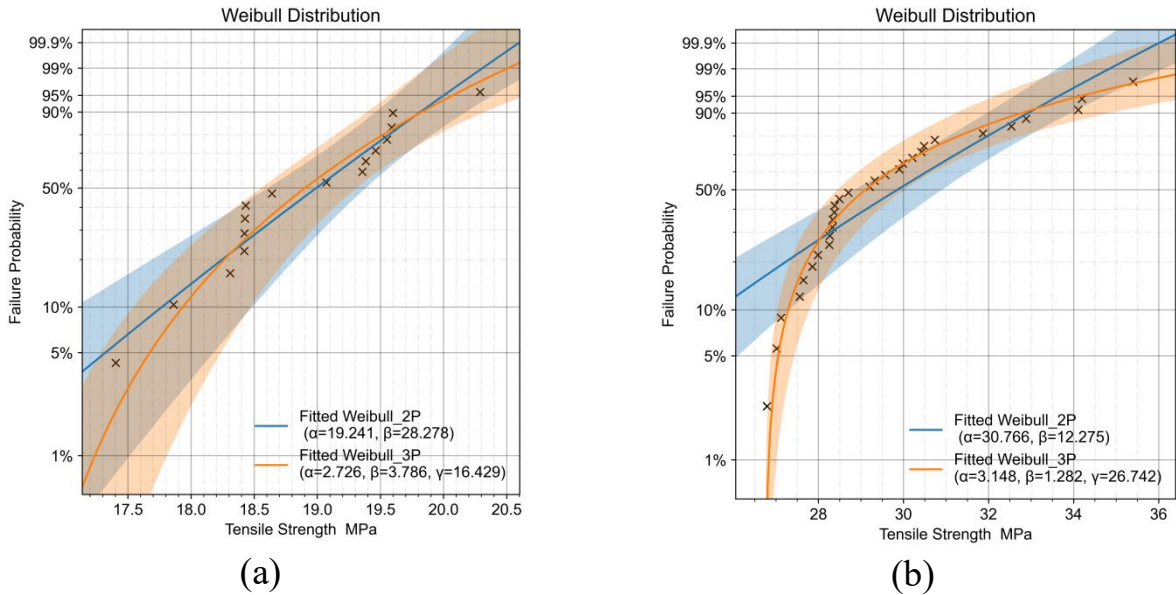 Weibull Distribution
Failure Probability
99.9%
99%
95%
90%
50%
10%
5%
1%
Fitted Weibull_2P
(α=19.241, β=28.278)
Fitted Weibull_3P
(α=2.726, β=3.786, γ=16.429)
17.5 18.0 18.5 19.0 19.5 20.0 20.5
Tensile Strength MPa
(a)
Weibull Distribution
Failure Probability
99.9%
99%
95%
90%
50%
10%
5%
1%
Fitted Weibull_2P
(α=30.766, β=12.275)
Fitted Weibull_3P
(α=3.148, β=1.282, γ=26.742)
28 30 32 34 36
Tensile Strength MPa
(b)